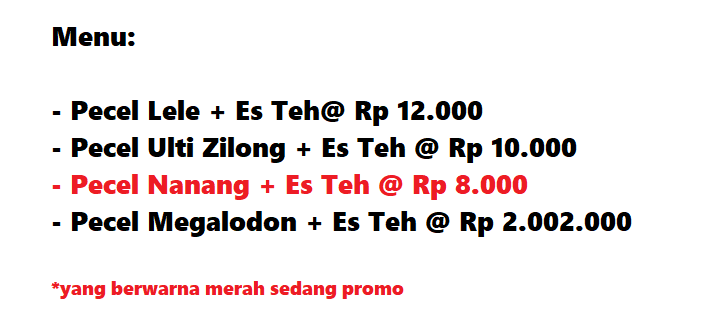 Menu:
- Pecel Lele + Es Teh@ Rp 12.000
- Pecel Ulti Zilong + Es Teh @ Rp 10.000
- Pecel Nanang + Es Teh @ Rp 8.000
- Pecel Megalodon + Es Teh @ Rp 2.002.000
*yang berwarna merah sedang promo